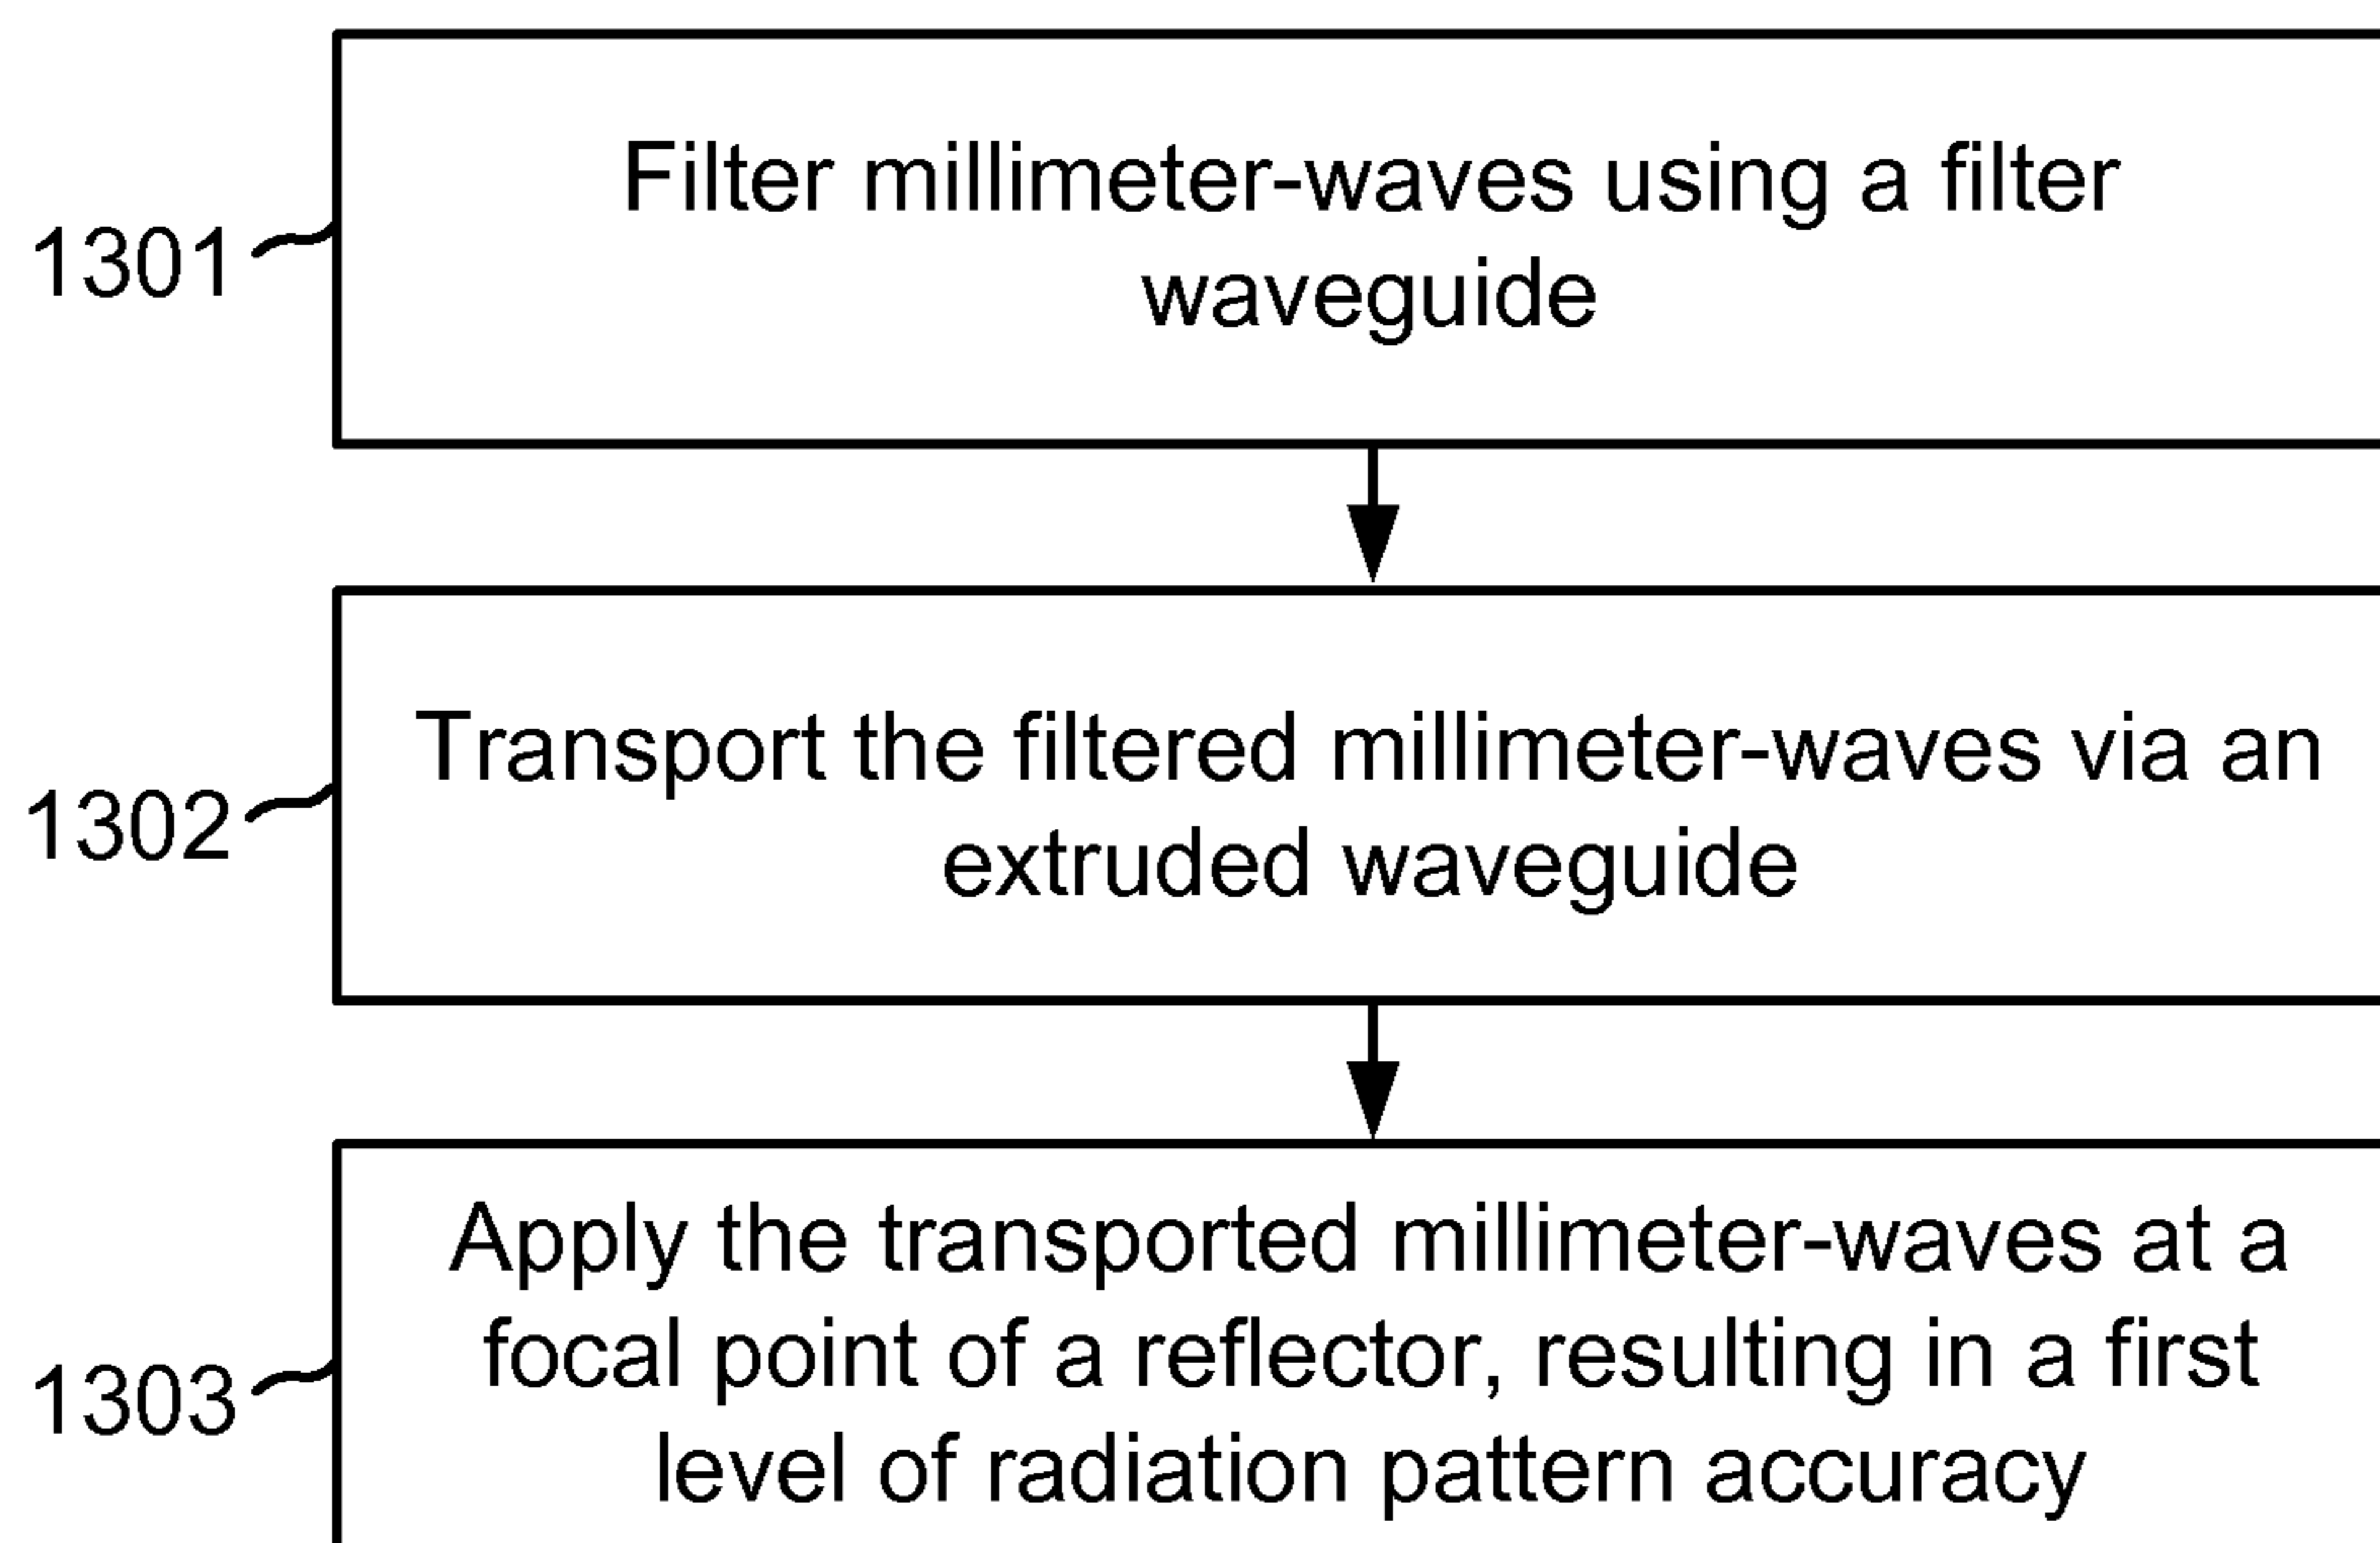 Filter millimeter-waves using a filter
waveguide
1301
Transport the filtered millimeter-waves via an
extruded waveguide
1302
Apply the transported millimeter-waves at a
focal point of a reflector, resulting in a first
level of radiation pattern accuracy
1303